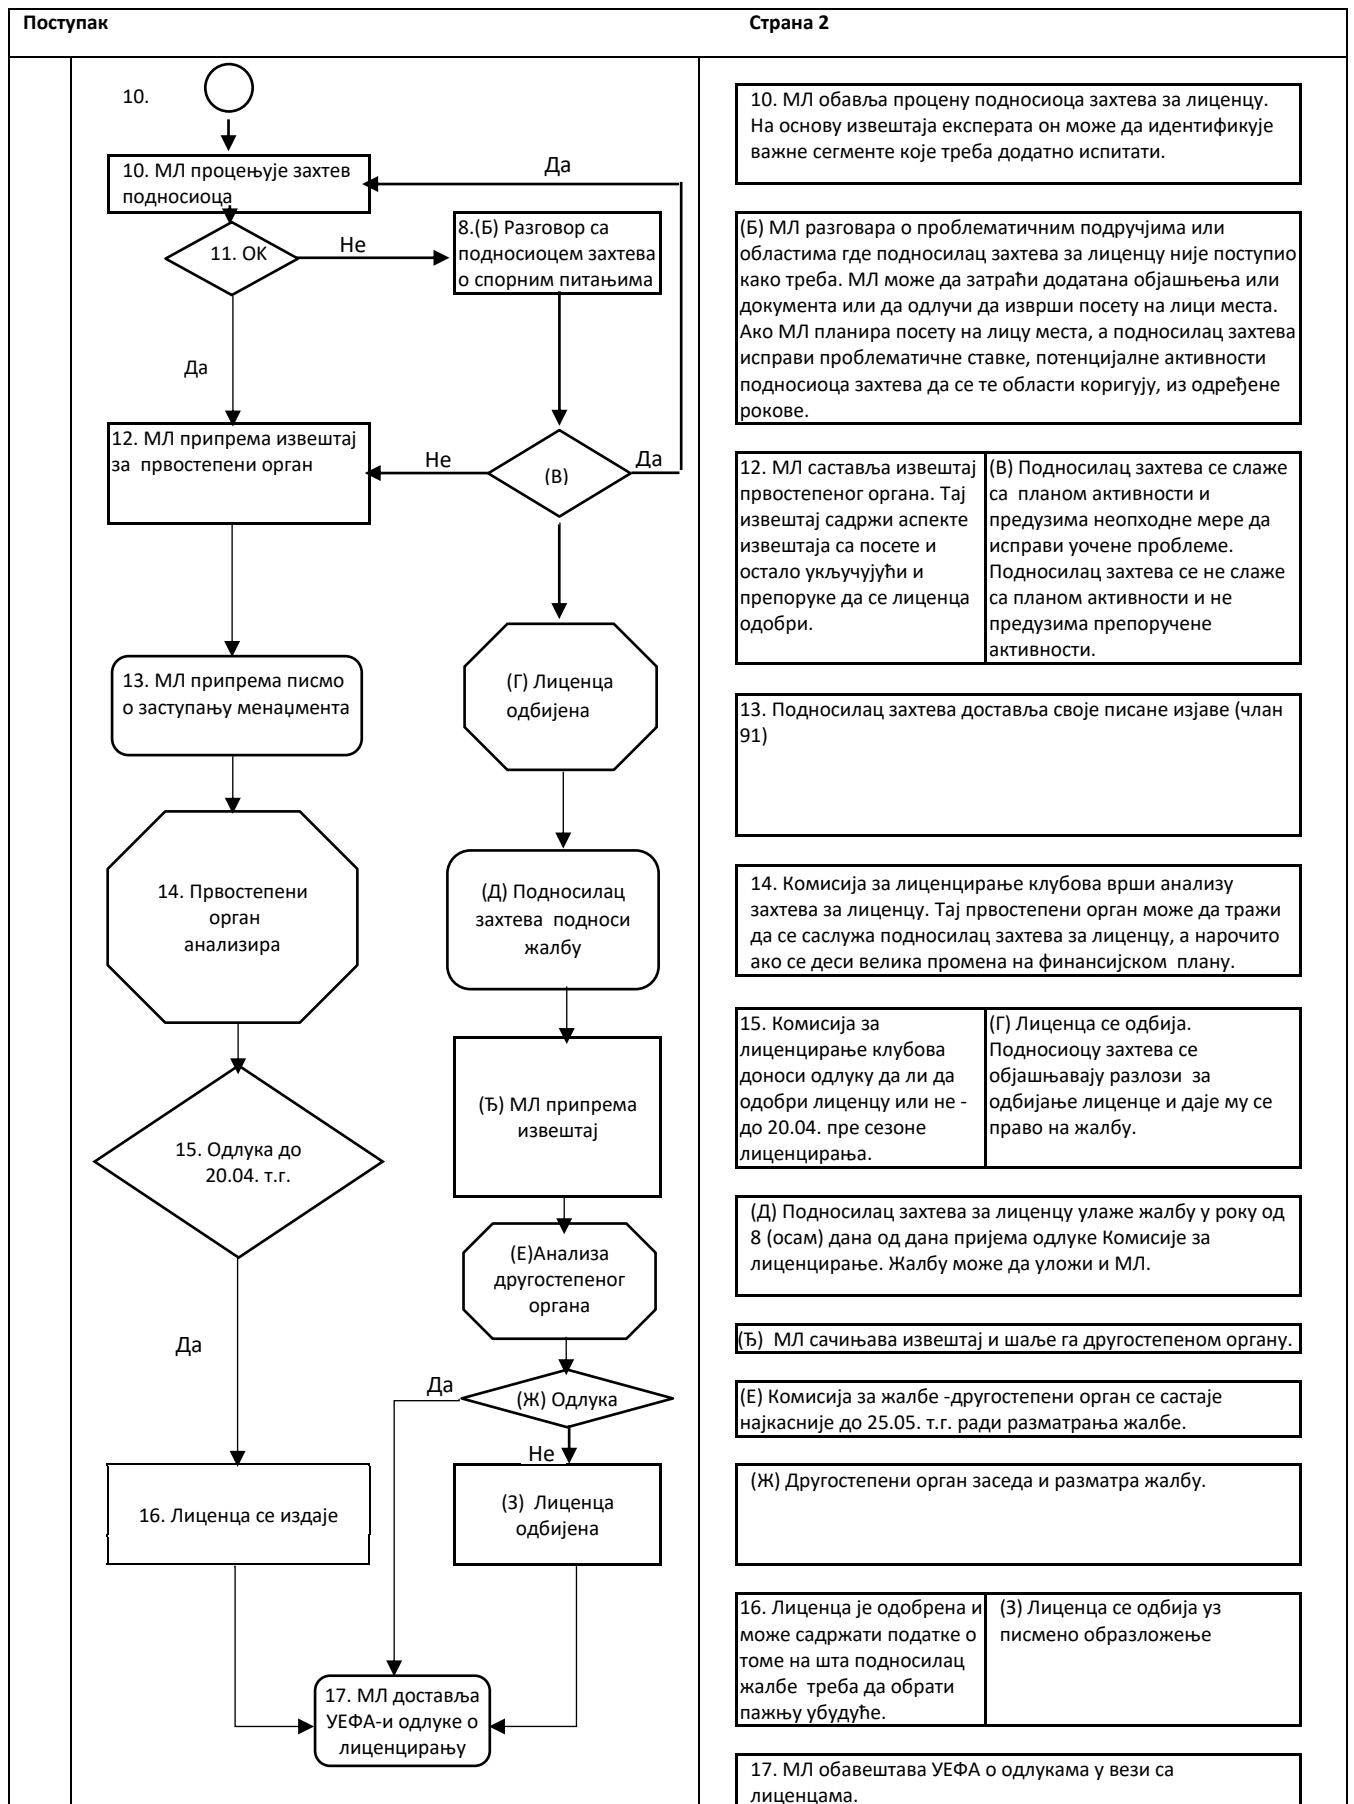 Поступак
Страна 2
10.
10. МЛ процењује захтев
подносиоца
Да
11. OK
Не
8.(Б) Разговор са
подносиоцем захтева
о спорним питањима
Да
12. МЛ припрема извештај
за првостепени орган
Не
(В)
Да
13. МЛ припрема писмо
о заступању менаџмента
(Г) Лиценца
одбијена
14. Првостепени
орган
анализира
(Д) Подносилац
захтева подноси
жалбу
15. Одлука до
20.04. т.г.
(Ђ) МЛ припрема
извештај
(Е)Анализа
другостепеног
органа
Да
Да
(Ж) Одлука
Не
16. Лиценца се издаје
(З) Лиценца
одбијена
17. МЛ доставља
УЕФА-и одлуке о
лиценцирању
10. МЛ обавља процену подносиоца захтева за лиценцу.
На основу извештаја експерата он може да идентификује
важне сегменте које треба додатно испитати.
(Б) МЛ разговара о проблематичним подручјима или
областима где подносилац захтева за лиценцу није поступио
како треба. МЛ може да затраћи додатана објашњења или
документа или да одлучи да изврши посету на лици места.
Ако МЛ планира посету на лицу места, а подносилац захтева
исправи проблематичне ставке, потенцијалне активности
подносиоца захтева да се те области коригују, из одређене
рокове.
12. МЛ саставља извештај
првостепеног органа. Тај
извештај садржи аспекте
извештаја са посете и
остало укључујући и
препоруке да се лиценца
одобри.
(В) Подносилац захтева се слаже
са планом активности и
предузима неопходне мере да
исправи уочене проблеме.
Подносилац захтева се не слаже
са планом активности и не
предузима препоручене
активности.
13. Подносилац захтева доставља своје писане изјаве (члан
91)
14. Комисија за лиценцирање клубова врши анализу
захтева за лиценцу. Тај првостепени орган може да тражи
да се саслужа подносилац захтева за лиценцу, а нарочито
ако се деси велика промена на финансијском плану.
15. Комисија за
лиценцирање клубова
доноси одлуку да ли да
одобри лиценцу или не -
до 20.04. пре сезоне
лиценцирања.
(Г) Лиценца се одбија.
Подносиоцу захтева се
објашњавају разлози за
одбијање лиценце и даје му се
право на жалбу.
(Д) Подносилац захтева за лиценцу улаже жалбу у року од
8 (осам) дана од дана пријема одлуке Комисије за
лиценцирање. Жалбу може да уложи и МЛ.
(Ђ) МЛ сачињава извештај и шаље га другостепеном органу.
(Е) Комисија за жалбе -другостепени орган се састаје
најкасније до 25.05. т.г. ради разматрања жалбе.
(Ж) Другостепени орган заседа и разматра жалбу.
16. Лиценца је одобрена и
може садржати податке о
томе на шта подносилац
жалбе треба да обрати
пажњу убудуће.
(З) Лиценца се одбија уз
писмено образложење
17. МЛ обавештава УЕФА о одлукама у вези са
лиценцама.